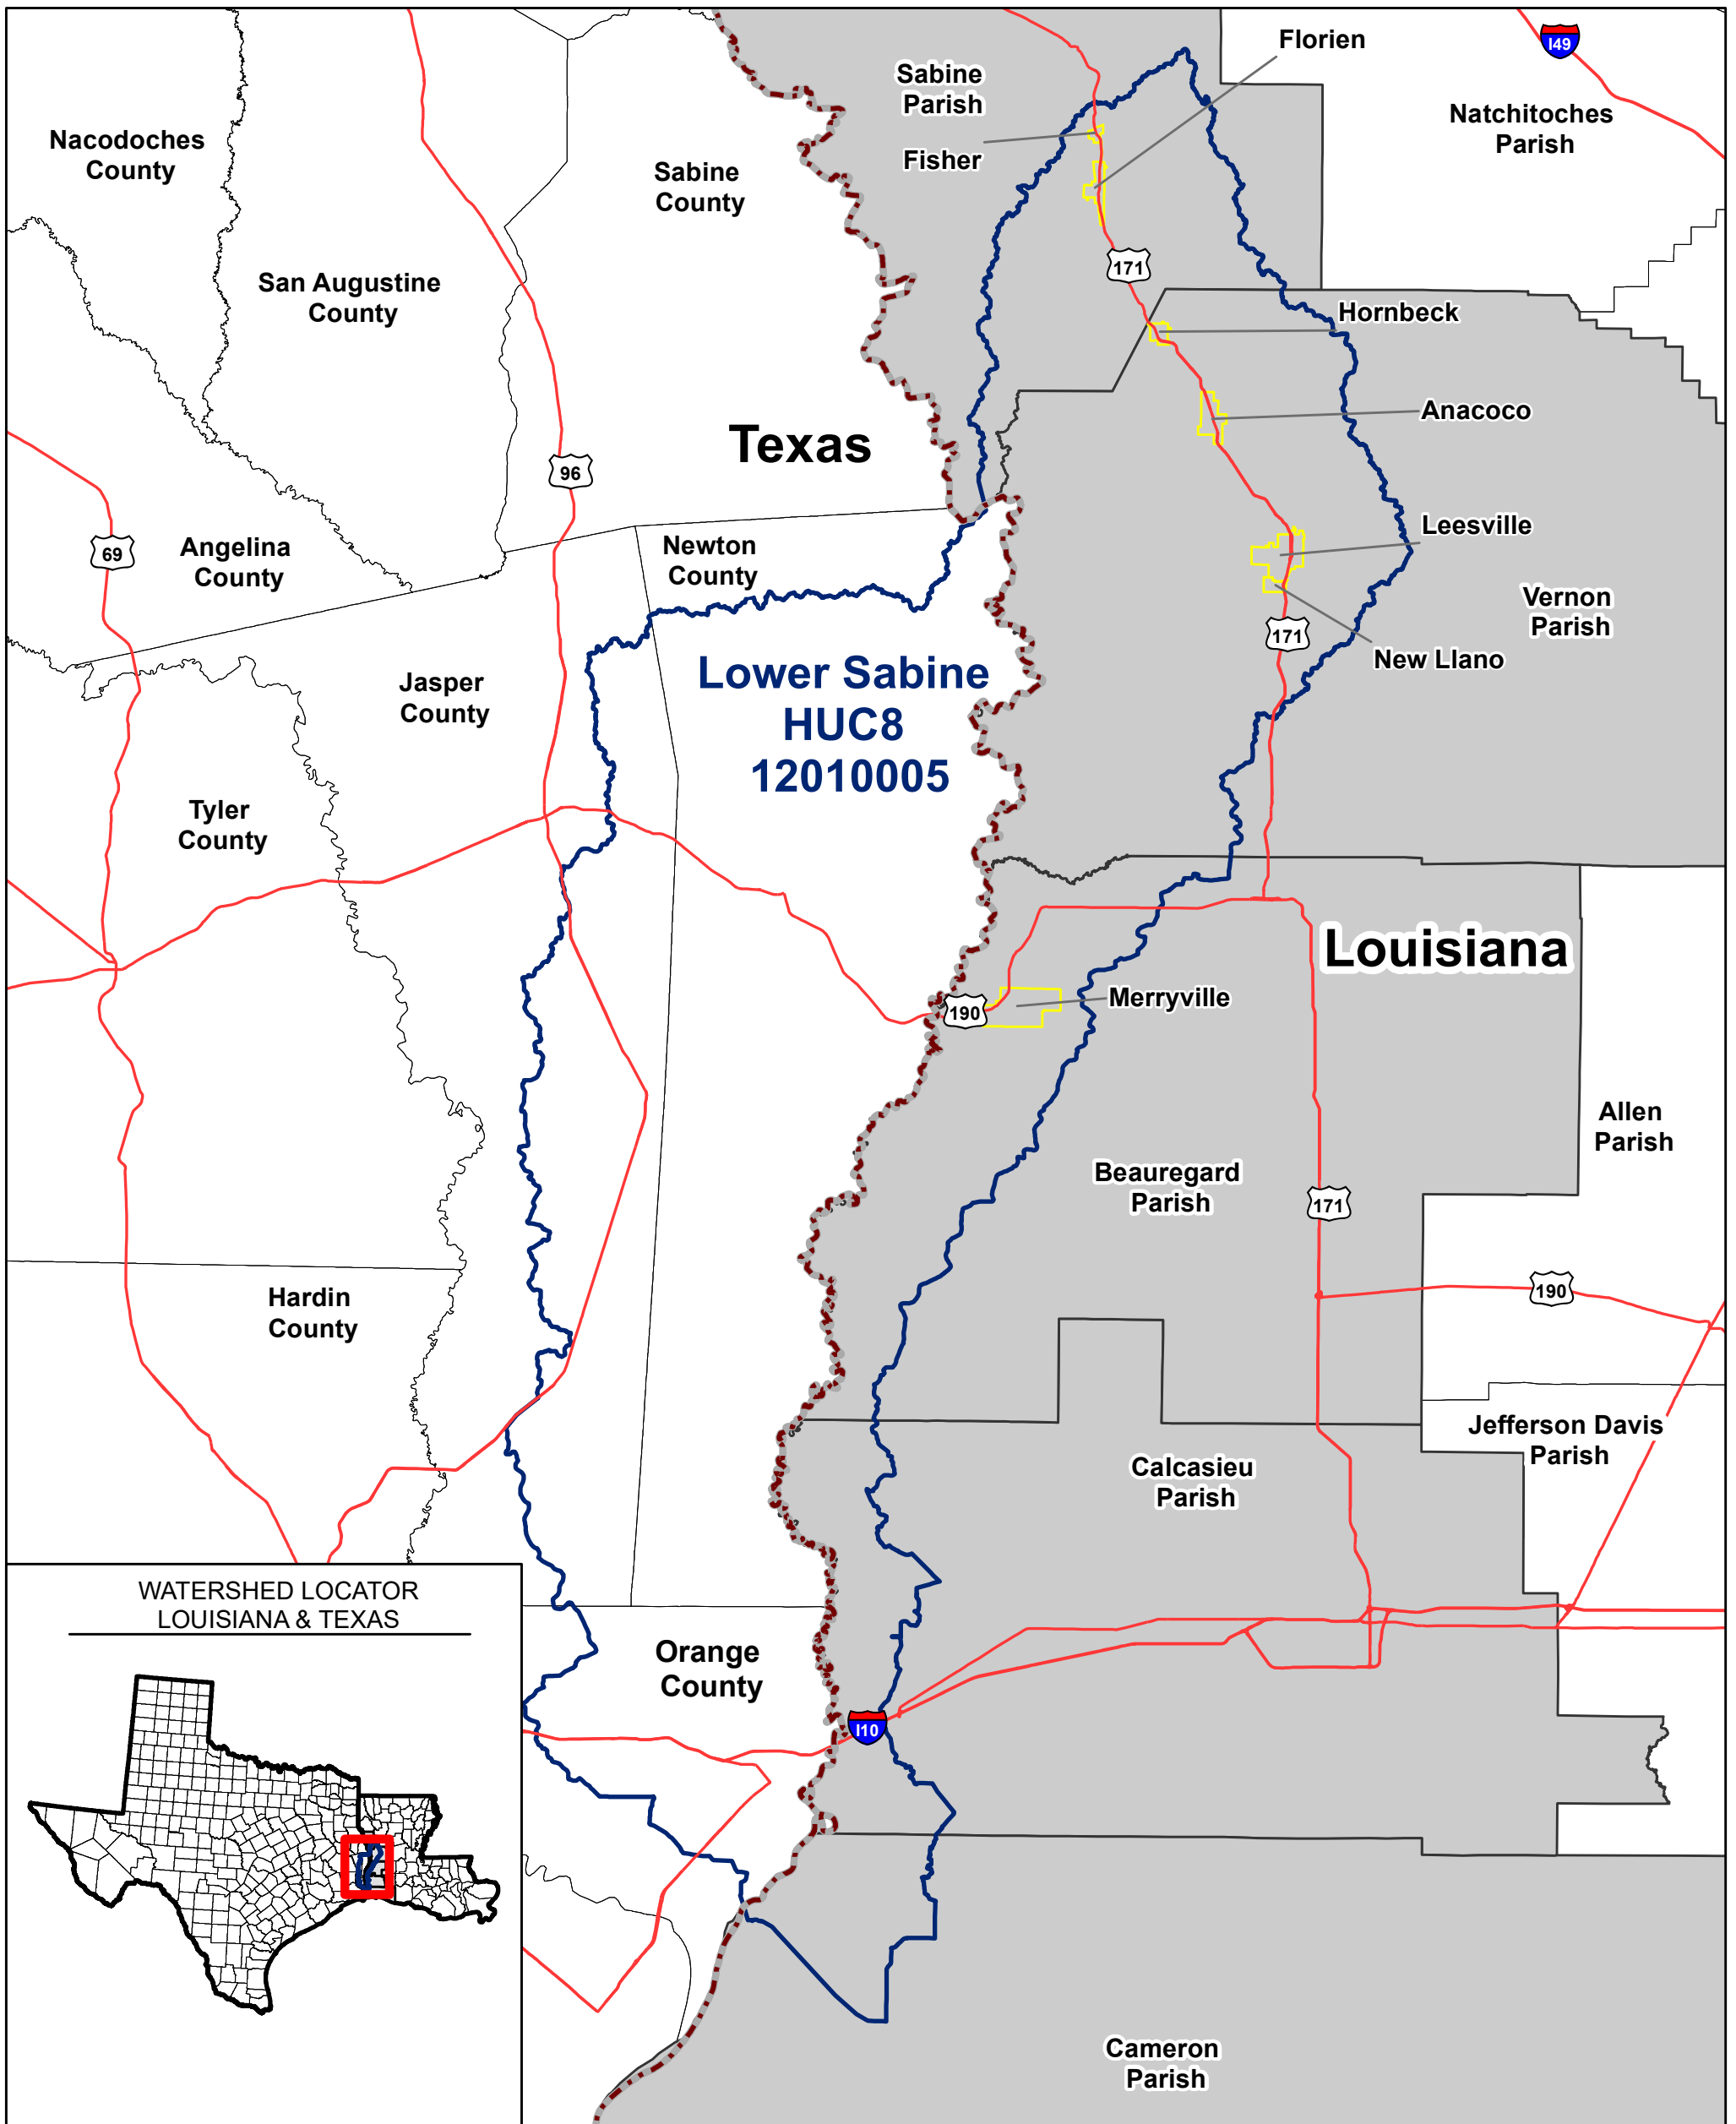 Florien
I49
Sabine
Parish
Natchitoches
Parish
Nacodoches
County
Fisher
Sabine
County
171
San Augustine
County
Hornbeck
Anacoco
Texas
96
Leesville
69
Angelina
County
Newton
County
Vernon
Parish
171
New Llano
Lower Sabine
HUC8
12010005
Jasper
County
Tyler
County
Louisiana
Merryville
190
Allen
Parish
Beauregard
Parish
171
190
Hardin
County
Jefferson Davis
Parish
Calcasieu
Parish
WATERSHED LOCATOR
LOUISIANA & TEXAS
Orange
County
I10
Cameron
Parish